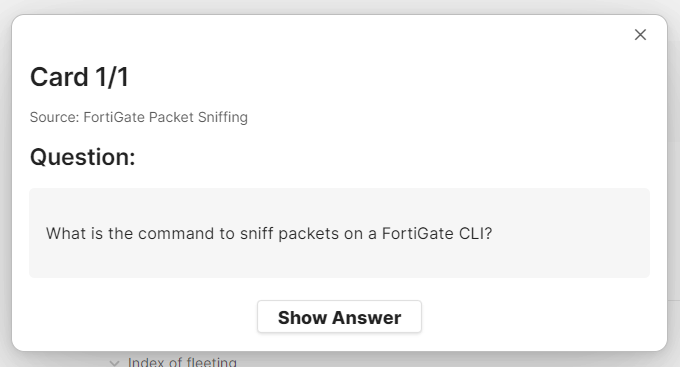 Card 1/1
Source: FortiGate Packet Sniffing
Question:
What is the command to sniff packets on a FortiGate CLI?
Show Answer
Index of fleeting